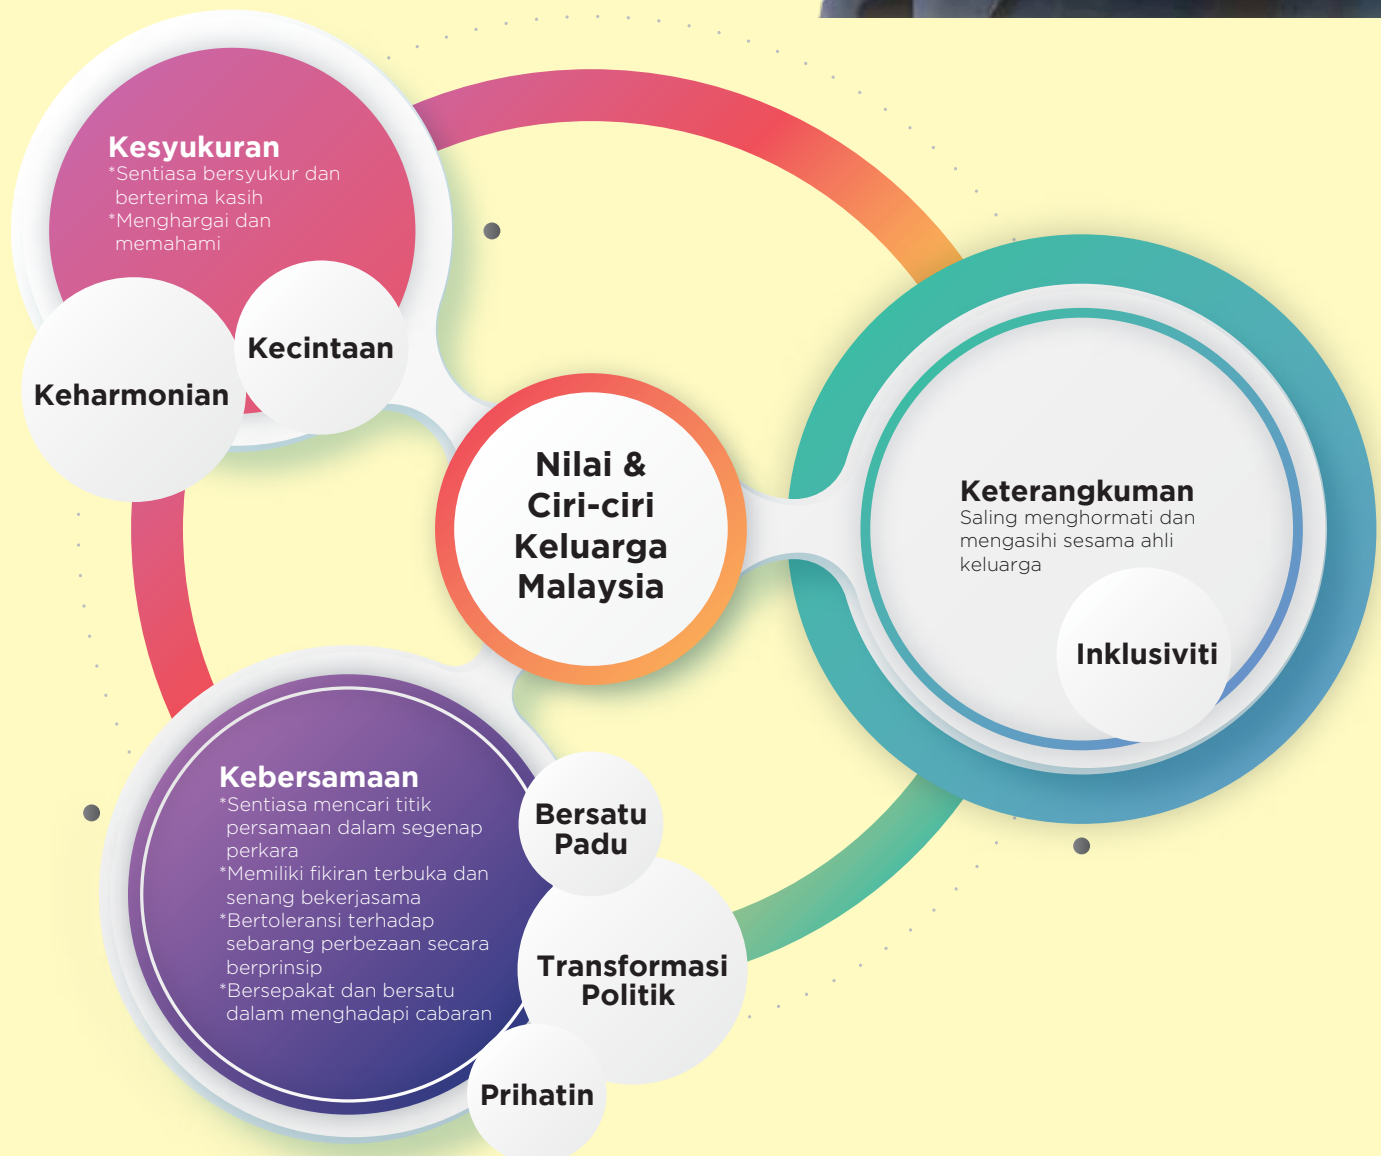 Kesyukuran
*Sentiasa bersyukur dan
berterima kasih
*Menghargai dan
memahami
Kecintaan
Keharmonian
Nilai &
Ciri-ciri
Keluarga
Malaysia
Keterangkuman
Saling menghormati dan
mengasihi sesama ahli
keluarga
Inklusiviti
Kebersamaan
*Sentiasa mencari titik
persamaan dalam segenap
perkara
*Memiliki fikiran terbuka dan
senang bekerjasama
*Bertoleransi terhadap
sebarang perbezaan secara
berprinsip
*Bersepakat dan bersatu
dalam menghadapi cabaran
Bersatu
Padu
Transformasi
Politik
Prihatin